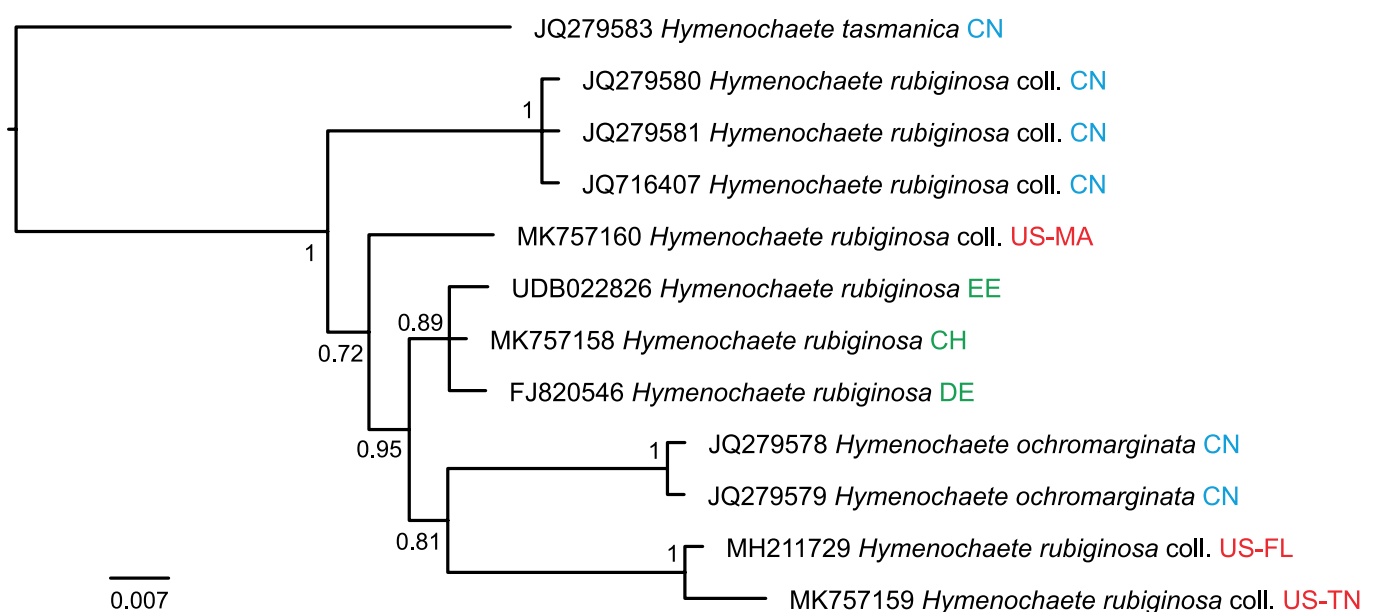 JQ279583 Hymenochaete tasmanica CN
JQ279580 Hymenochaete rubiginosa coll. CN
1
JQ279581 Hymenochaete rubiginosa coll. CN
JQ716407 Hymenochaete rubiginosa coll. CN
MK757160 Hymenochaete rubiginosa coll. US-MA
1
UDB022826 Hymenochaete rubiginosa EE
0.89
MK757158 Hymenochaete rubiginosa CH
0.72
FJ820546 Hymenochaete rubiginosa DE
JQ279578 Hymenochaete ochromarginata CN
1
0.95
JQ279579 Hymenochaete ochromarginata CN
0.81
MH211729 Hymenochaete rubiginosa coll. US-FL
1
MK757159 Hymenochaete rubiginosa coll. US-TN
0.007